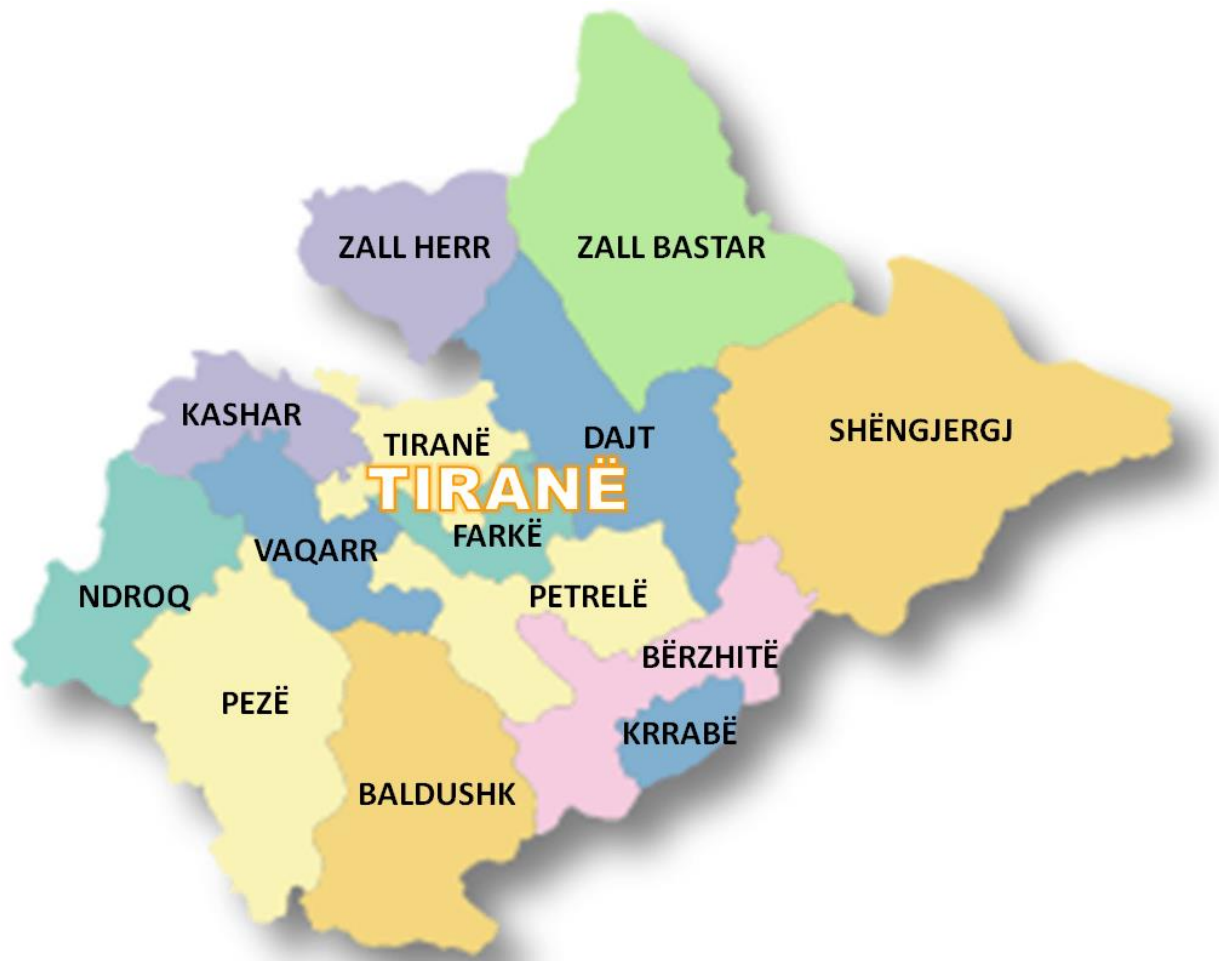 ZALL HERR
ZALL BASTAR
KASHAR
TIRANË
DAJT
SHËNGJERGJ
TIRANË
FARKË
VAQARR
NDROQ
PETRELË
BËRZHITË
PEZË
KRRABË
BALDUSHK